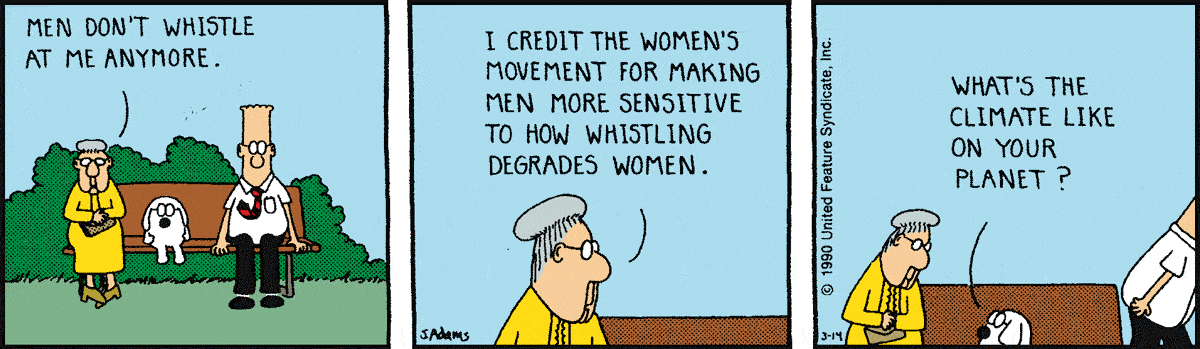 MEN DON'T WHISTLE
AT ME ANYMORE.
I CREDIT THE WOMEN'S
MOVEMENT FOR MAKING
MEN MORE SENSITIVE
TO HOW WHISTLING
DEGRADES WOMEN.
S.Adams
© 1990 United Feature Syndicate, Inc.
WHAT'S THE
CLIMATE LIKE
ON YOUR
PLANET?
3-14